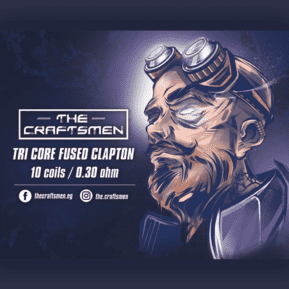 THE
CRAFTSMEN
TRI CORE FUSED CLAPTON
10 coils / 0.30 ohm
thecraftsmen.eg
the.craftsmen